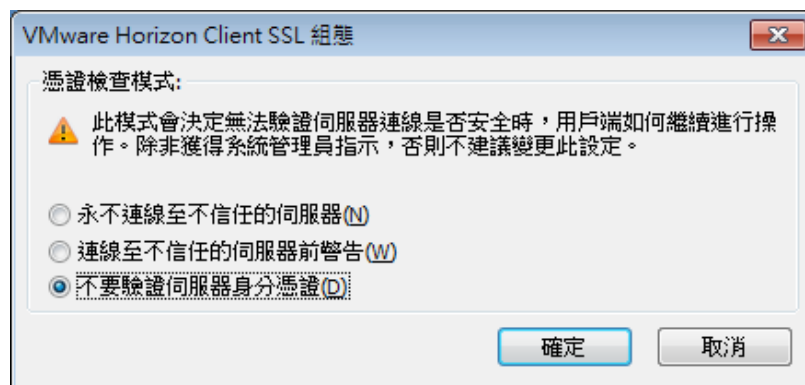 VMware Horizon Client SSL 組態
憑證檢查模式:
此模式會決定無法驗證伺服器連線是否安全時，用戶端如何繼續進行操
作。除非獲得系統管理員指示，否則不建議變更此設定。
永不連線至不信任的伺服器(N)
連線至不信任的伺服器前警告(W)
不要驗證伺服器身分憑證(D)
確定
取消